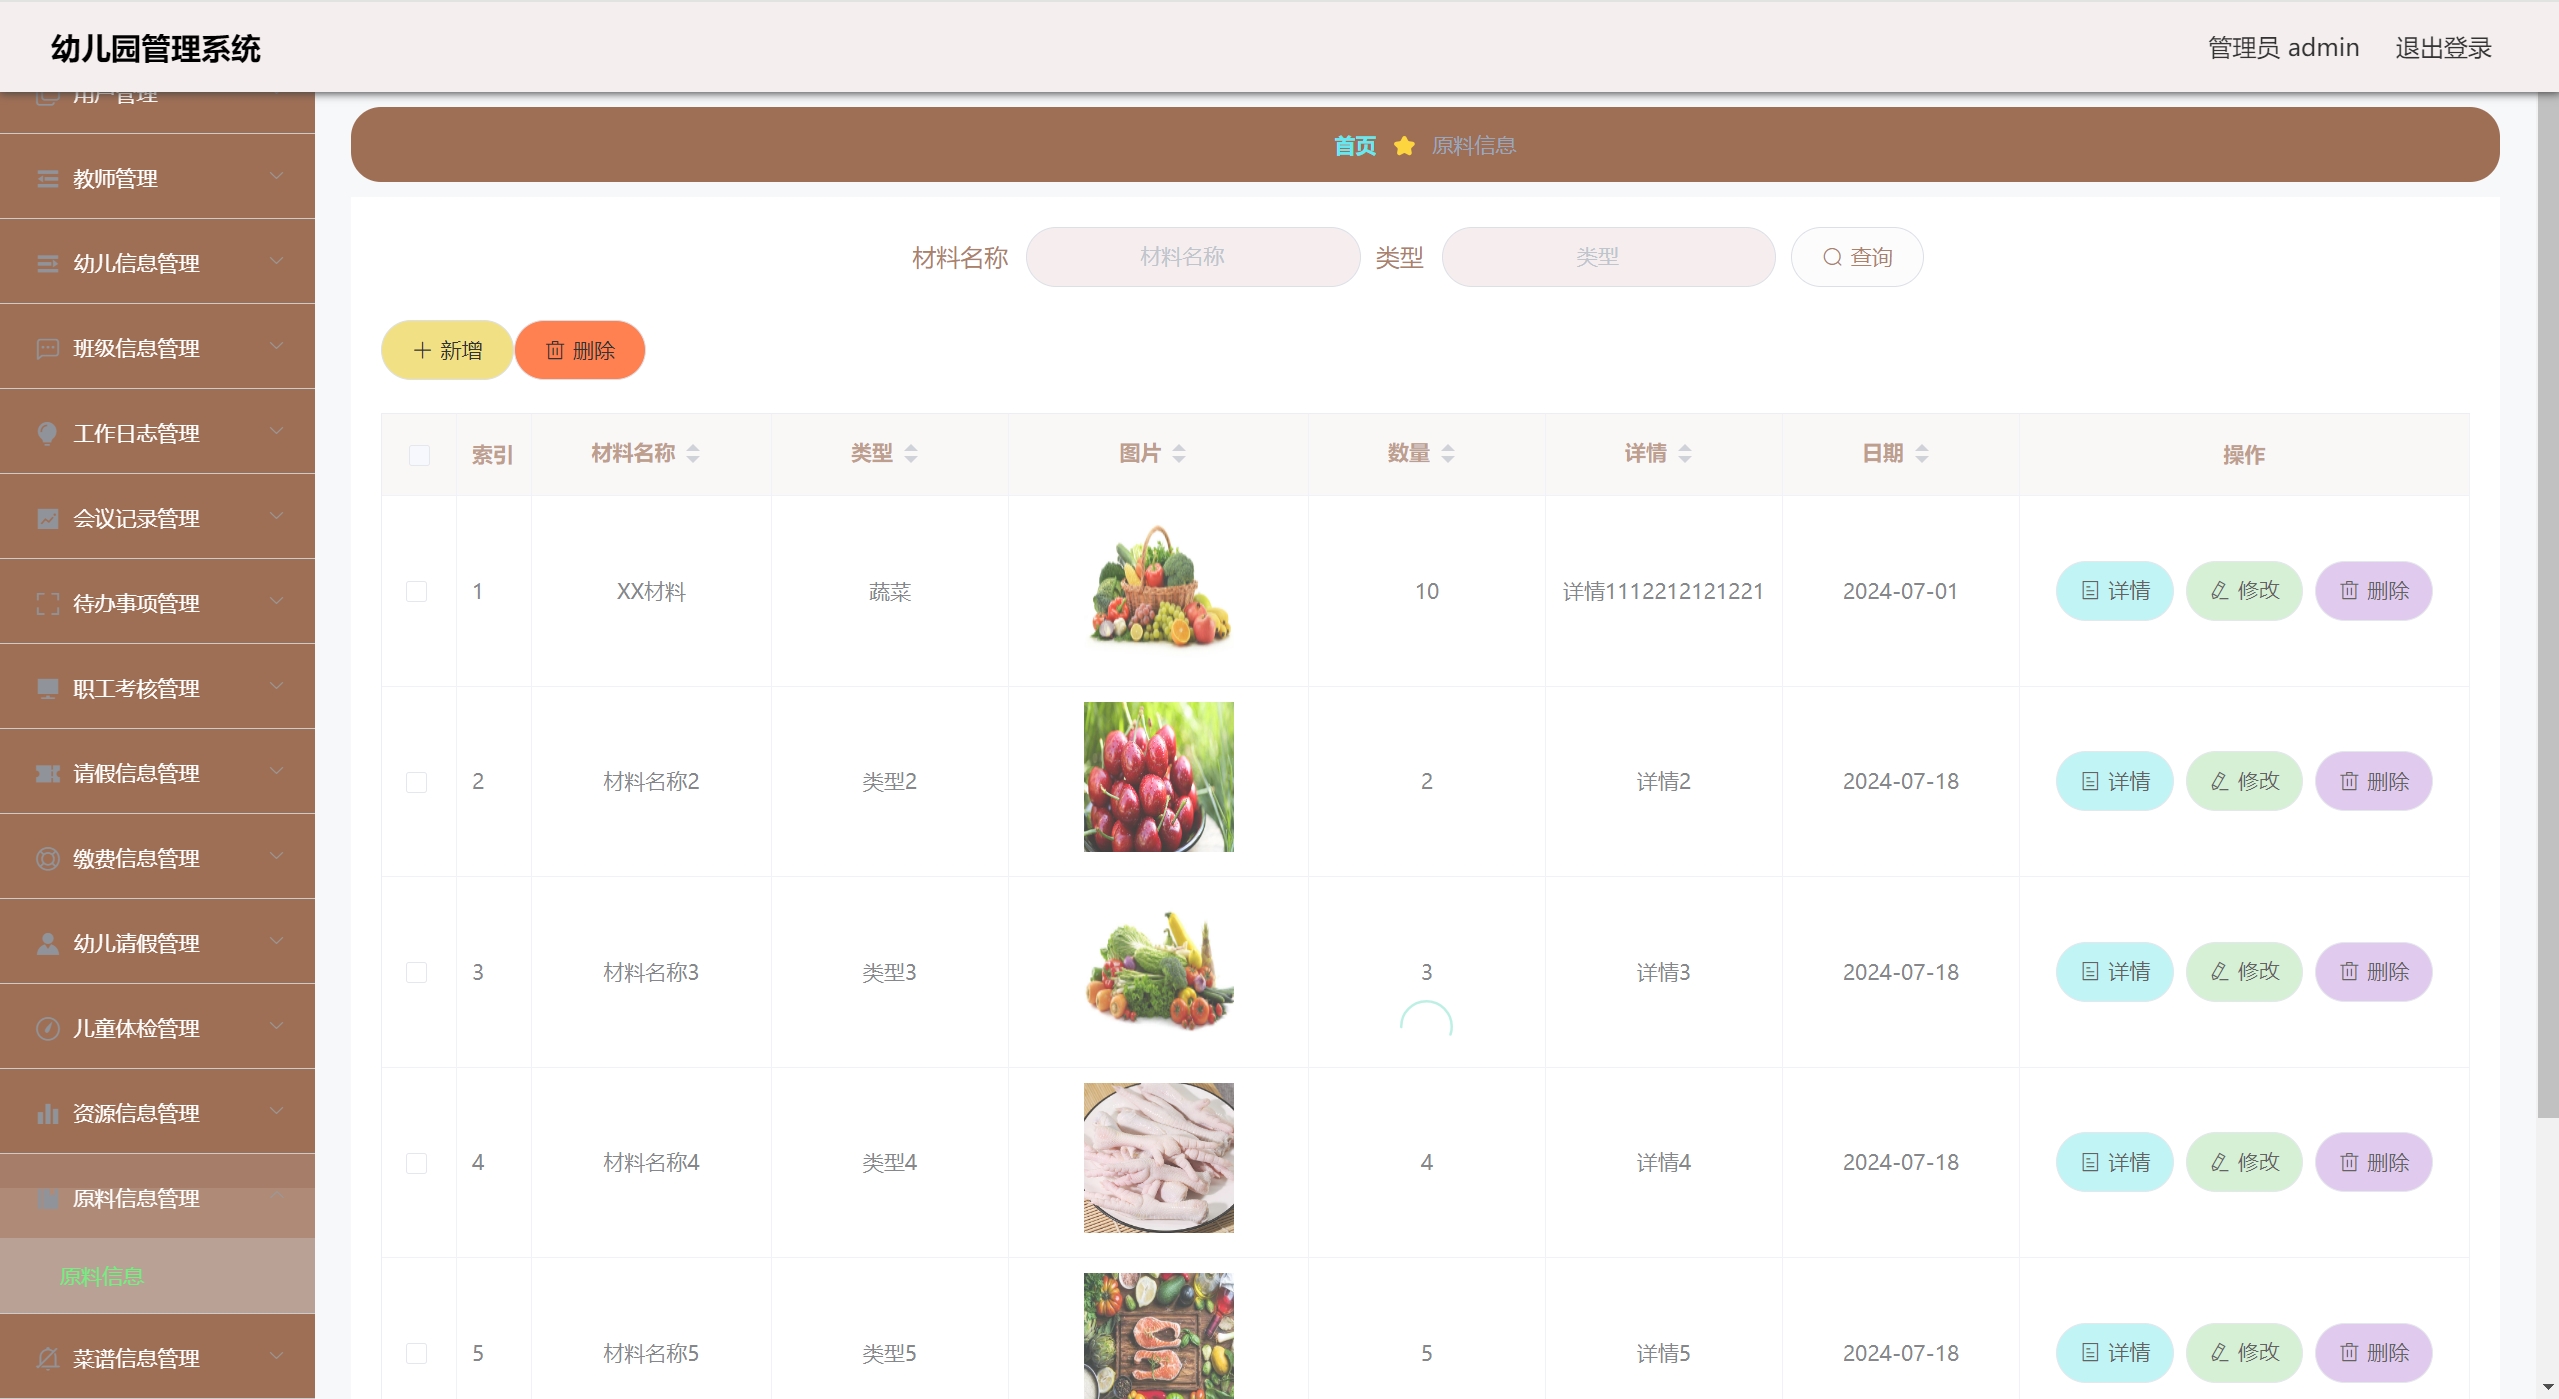 幼儿园管理系统
管理员 admin 退出登录
用户管理
教师管理
幼儿信息管理
班级信息管理
工作日志管理
会议记录管理
待办事项管理
职工考核管理
请假信息管理
缴费信息管理
幼儿请假管理
儿童体检管理
资源信息管理
原料信息管理
原料信息
菜谱信息管理
首页 原料信息
材料名称 材料名称 类型 类型 查询
新增 删除
索引 材料名称 类型 图片 数量 详情 日期 操作
1 XX材料 蔬菜 10 详情1112212121221 2024-07-01 详情 修改 删除
2 材料名称2 类型2 2 详情2 2024-07-18 详情 修改 删除
3 材料名称3 类型3 3 详情3 2024-07-18 详情 修改 删除
4 材料名称4 类型4 4 详情4 2024-07-18 详情 修改 删除
5 材料名称5 类型5 5 详情5 2024-07-18 详情 修改 删除